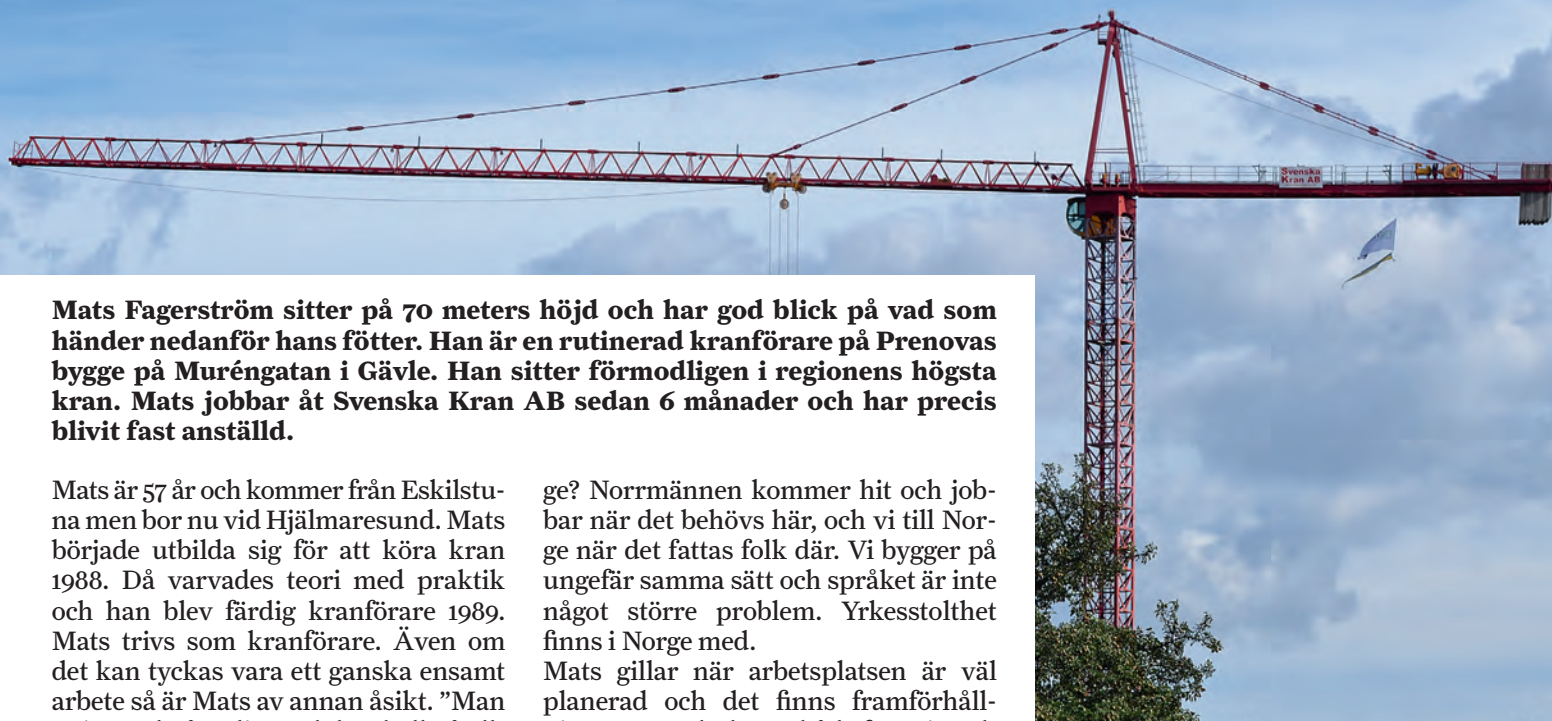 Svenska
Kran AB
Mats Fagerström sitter på 70 meters höjd och har god blick på vad som
händer nedanför hans fötter. Han är en rutinerad kranförare på Prenovas
bygge på Muréngatan i Gävle. Han sitter förmodligen i regionens högsta
kran. Mats jobbar åt Svenska Kran AB sedan 6 månader och har precis
blivit fast anställd.
Mats är 57 år och kommer från Eskilstu-
na men bor nu vid Hjälmaresund. Mats
började utbilda sig för att köra kran
1988. Då varvades teori med praktik
och han blev färdig kranförare 1989.
Mats trivs som kranförare. Även om
det kan tyckas vara ett ganska ensamt
arbete så är Mats av annan åsikt. ”Man
ge? Norrmännen kommer hit och job-
bar när det behövs här, och vi till Nor-
ge när det fattas folk där. Vi bygger på
ungefär samma sätt och språket är inte
något större problem. Yrkesstolthet
finns i Norge med.
Mats gillar när arbetsplatsen är väl
planerad och det finns framförhåll-